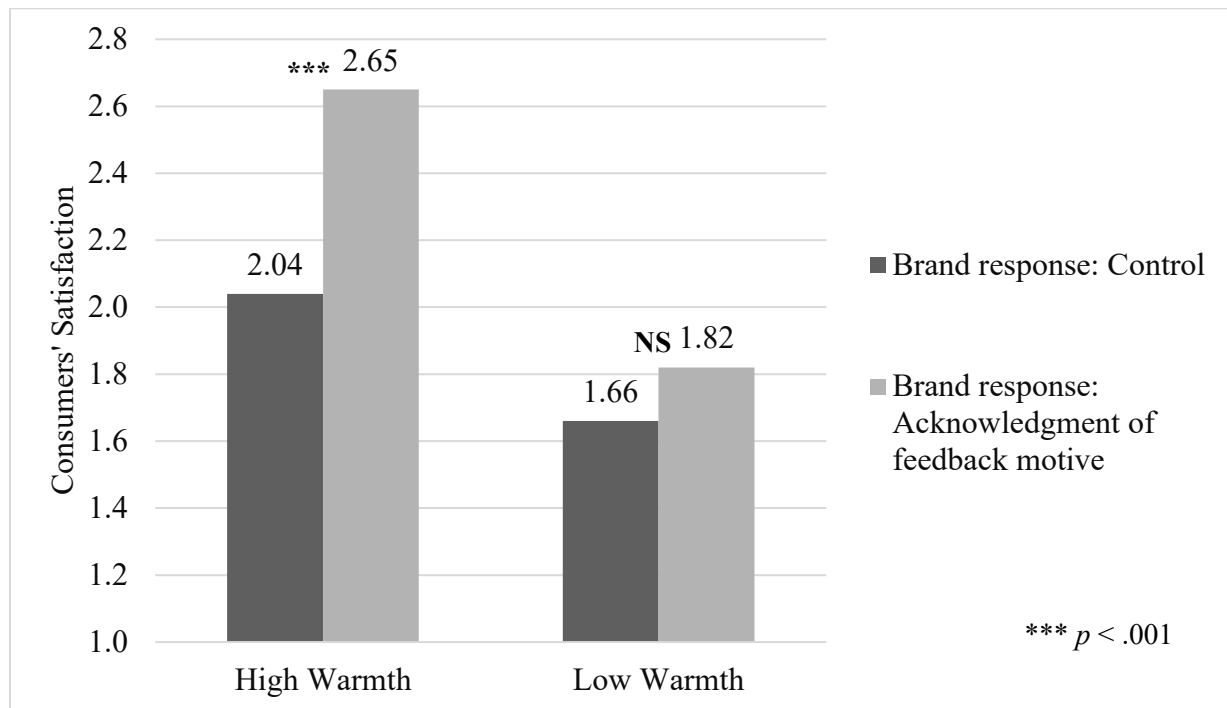 Consumers' Satisfaction
2.8
2.6
2.4
2.2
2.0
1.8
1.6
1.4
1.2
1.0
*** 2.65
2.04
NS 1.82
1.66
High Warmth
Low Warmth
Brand response: Control
Brand response:
Acknowledgment of
feedback motive
*** p < .001